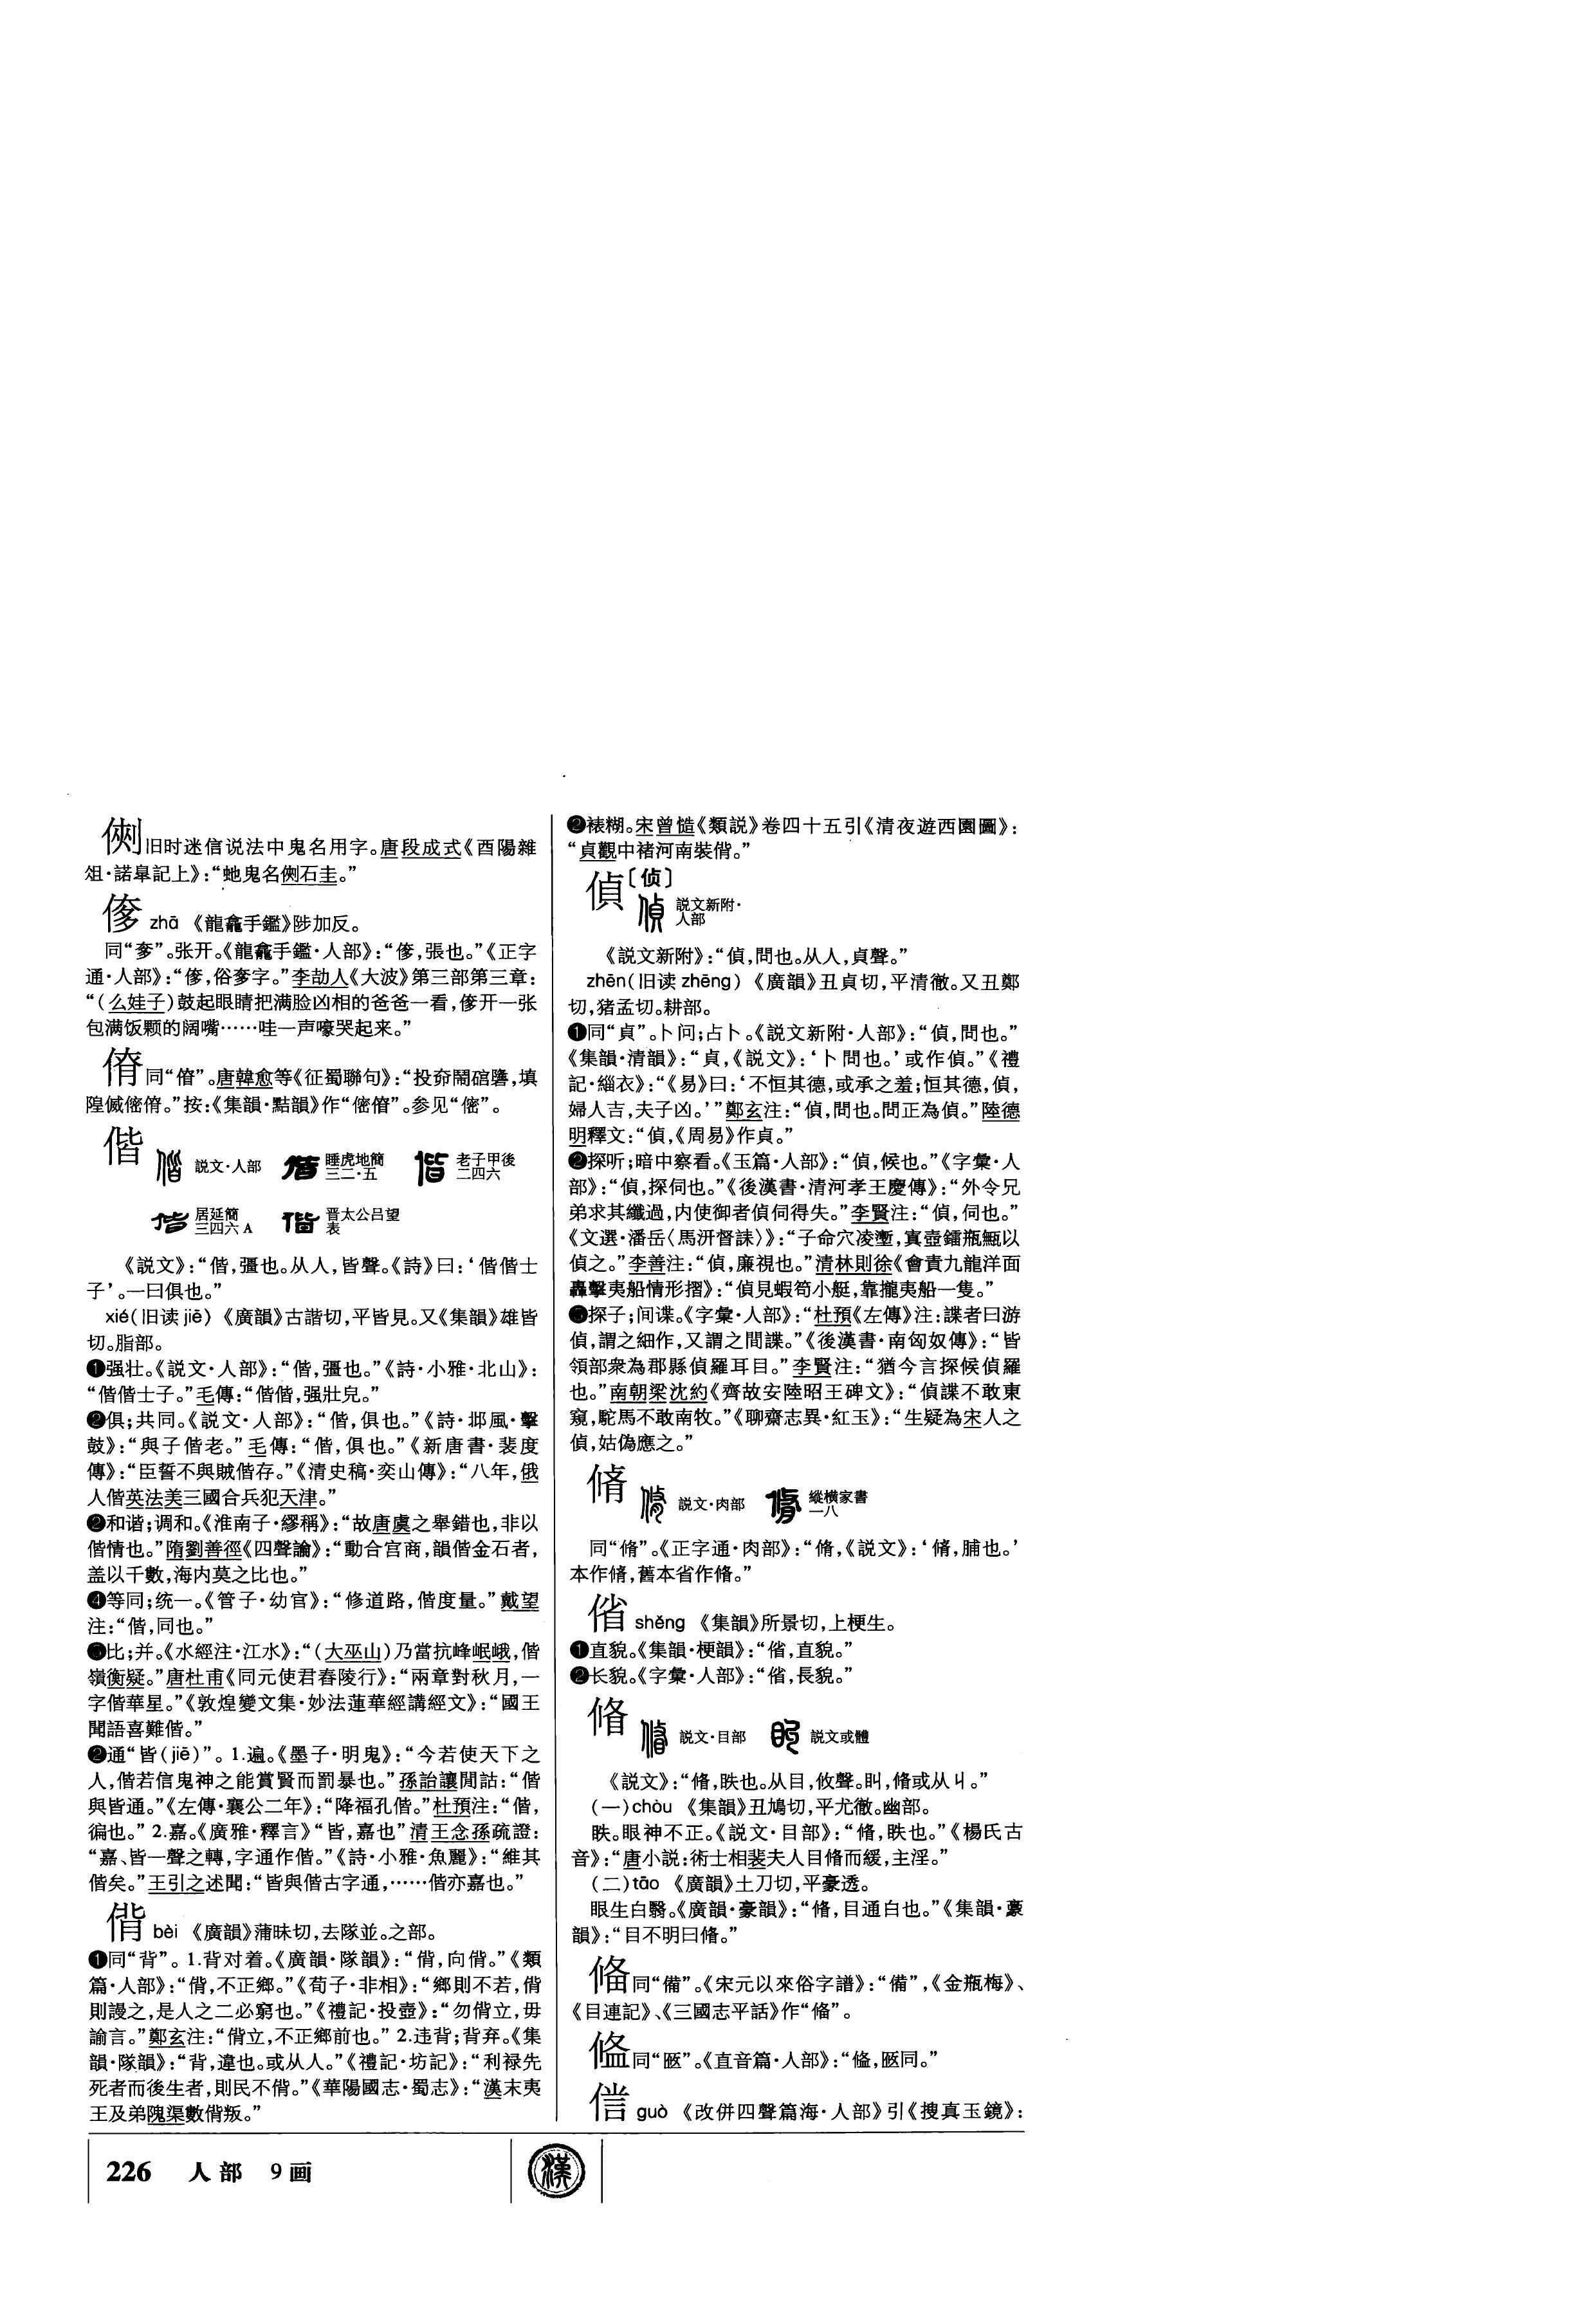 旧时迷信说法中鬼名用字。唐段成式《酉陽雜
俎·諾臯記上》：“虵鬼名石圭。”
偧 zhā 《龍龕手鑑》陟加反。
同“奓”。张开。《龍龕手鑑·人部》：“偧，張也。”《正字
通·人部》：“偧，俗奓字。”李劼人《大波》第三部第三章：
“（么娃子）鼓起眼睛把满脸凶相的爸爸一看，偧开一张
包满饭颗的阔嘴……哇一声嚎哭起来。”
同“”。唐韓愈等《征蜀聯句》：“投奅鬧䃔，填
隍傶。”按：《集韻·黠韻》作“”。参见“”。
偕
説文·人部 睡虎地簡三二·五 老子甲後二四六
居延簡三四六A 晋太公吕望表
《説文》：“偕，彊也。从人，皆聲。《詩》曰：‘偕偕士
子’。一曰俱也。”
xié（旧读jiē） 《廣韻》古諧切，平皆見。又《集韻》雄皆
切。脂部。
❶强壮。《説文·人部》：“偕，彊也。”《詩·小雅·北山》：
“偕偕士子。”毛傳：“偕偕，强壯皃。”
❷俱；共同。《説文·人部》：“偕，俱也。”《詩·邶風·擊
鼓》：“與子偕老。”毛傳：“偕，俱也。”《新唐書·裴度
傳》：“臣誓不與賊偕存。”《清史稿·奕山傳》：“八年，俄
人偕英法美三國合兵犯天津。”
❷和谐；调和。《淮南子·繆稱》：“故唐虞之舉錯也，非以
偕情也。”隋劉善徑《四聲論》：“動合宫商，韻偕金石者，
盖以千數，海内莫之比也。”
❹等同；统一。《管子·幼官》：“修道路，偕度量。”戴望
注：“偕，同也。”
❺比；并。《水經注·江水》：“（大巫山）乃當抗峰岷峨，偕
嶺衡疑。”唐杜甫《同元使君舂陵行》：“兩章對秋月，一
字偕華星。”《敦煌變文集·妙法蓮華經講經文》：“國王
聞語喜難偕。”
❷通“皆（jiē）”。1.遍。《墨子·明鬼》：“今若使天下之
人，偕若信鬼神之能賞賢而罰暴也。”孫詒讓閒詁：“偕
與皆通。”《左傳·襄公二年》：“降福孔偕。”杜預注：“偕，
徧也。”2.嘉。《廣雅·釋言》“皆，嘉也”清王念孫疏證：
“嘉、皆一聲之轉，字通作偕。”《詩·小雅·魚麗》：“維其
偕矣。”王引之述聞：“皆與偕古字通，……偕亦嘉也。”
偝 bèi 《廣韻》蒲昧切，去隊並。之部。
❶同“背”。1.背对着。《廣韻·隊韻》：“偝，向偝。”《類
篇·人部》：“偝，不正鄉。”《荀子·非相》：“鄉則不若，偝
則謾之，是人之二必窮也。”《禮記·投壺》：“勿偝立，毋
諭言。”鄭玄注：“偝立，不正鄉前也。”2.违背；背弃。《集
韻·隊韻》：“背，違也。或从人。”《禮記·坊記》：“利禄先
死者而後生者，則民不偝。”《華陽國志·蜀志》：“漢末夷
王及弟隗渠數偝叛。”
❷裱糊。宋曾慥《類説》卷四十五引《清夜遊西園圖》：
“貞觀中褚河南裝偝。”
偵〔侦〕
説文新附·人部
《説文新附》：“偵，問也。从人，貞聲。”
zhēn（旧读zhēng） 《廣韻》丑貞切，平清徹。又丑鄭
切，猪孟切。耕部。
❶同“貞”。卜问；占卜。《説文新附·人部》：“偵，問也。”
《集韻·清韻》：“貞，《説文》：‘卜問也。’或作偵。”《禮
記·緇衣》：“《易》曰：‘不恒其德，或承之羞；恒其德，偵，
婦人吉，夫子凶。’”鄭玄注：“偵，問也。問正為偵。”陸德
明釋文：“偵，《周易》作貞。”
❷探听；暗中察看。《玉篇·人部》：“偵，候也。”《字彙·人
部》：“偵，探伺也。”《後漢書·清河孝王慶傳》：“外令兄
弟求其纖過，内使御者偵伺得失。”李賢注：“偵，伺也。”
《文選·潘岳〈馬汧督誄〉》：“子命穴浚壍，寘壺鐳瓶甒以
偵之。”李善注：“偵，廉視也。”清林則徐《會責九龍洋面
轟擊夷船情形摺》：“偵見蝦笱小艇，靠攏夷船一隻。”
❸探子；间谍。《字彙·人部》：“杜預《左傳》注：諜者曰游
偵，謂之細作，又謂之間諜。”《後漢書·南匈奴傳》：“皆
領部衆為郡縣偵羅耳目。”李賢注：“猶今言探候偵羅
也。”南朝梁沈約《齊故安陸昭王碑文》：“偵諜不敢東
窺，駝馬不敢南牧。”《聊齋志異·紅玉》：“生疑為宋人之
偵，姑偽應之。”
説文·肉部 縱横家書一八
同“脩”。《正字通·肉部》：“脩，《説文》：‘脩，脯也。’
本作，舊本省作脩。”
偗 shěng 《集韻》所景切，上梗生。
❶直貌。《集韻·梗韻》：“偗，直貌。”
❷长貌。《字彙·人部》：“偗，長貌。”
䀺
説文·目部 説文或體
《説文》：“䀺，眣也。从目，攸聲。䀺或从丩。”
（一）chòu 《集韻》丑鳩切，平尤徹。幽部。
眣。眼神不正。《説文·目部》：“䀺，眣也。”《楊氏古
音》：“唐小説：術士相裴夫人目䀺而緩，主淫。”
（二）tāo 《廣韻》土刀切，平豪透。
眼生白翳。《廣韻·豪韻》：“䀺，目通白也。”《集韻·豪
韻》：“目不明曰䀺。”
同“備”。《宋元以來俗字譜》：“備”，《金瓶梅》、
《目連記》、《三國志平話》作“”。
同“”。《直音篇·人部》：“，同。”
guò 《改併四聲篇海·人部》引《搜真玉鏡》：
226 人部 9画
漢